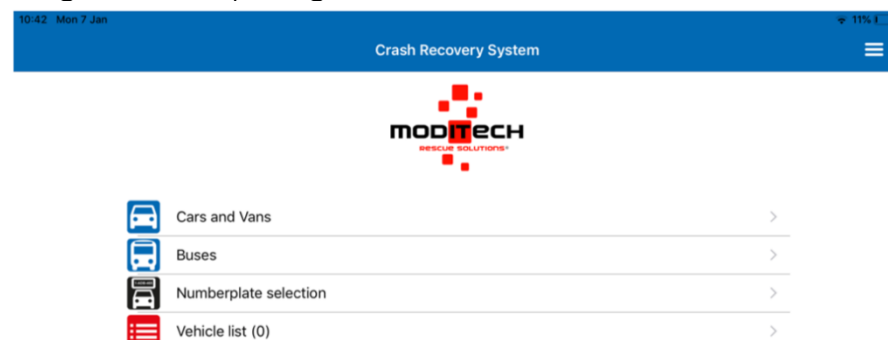 10:42 Mon 7 Jan 11%
Crash Recovery System
MODITECH
RESCUE SOLUTIONS
Cars and Vans
Buses
Numberplate selection
Vehicle list (0)